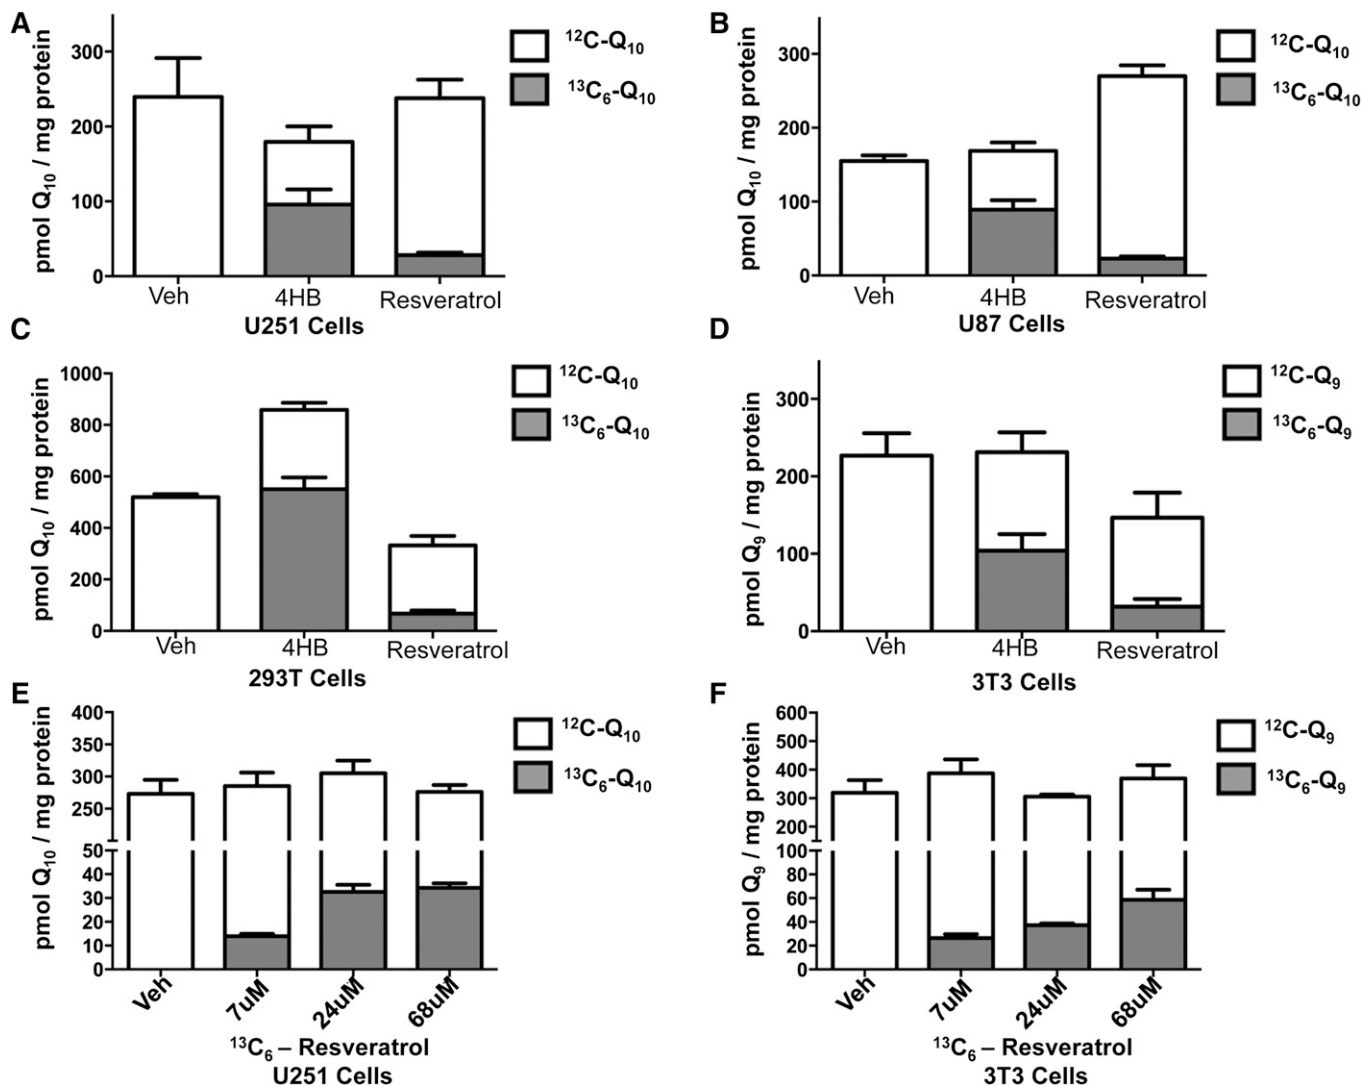 A
pmol Q₁₀ / mg protein
300
200
100
0
Veh
4HB
Resveratrol
U251 Cells
¹²C-Q₁₀
¹³C₆-Q₁₀
B
pmol Q₁₀ / mg protein
300
200
100
0
Veh
4HB
Resveratrol
U87 Cells
¹²C-Q₁₀
¹³C₆-Q₁₀
C
pmol Q₁₀ / mg protein
1000
800
600
400
200
0
Veh
4HB
Resveratrol
293T Cells
¹²C-Q₁₀
¹³C₆-Q₁₀
D
pmol Q₉ / mg protein
300
200
100
0
Veh
4HB
Resveratrol
3T3 Cells
¹²C-Q₉
¹³C₆-Q₉
E
pmol Q₁₀ / mg protein
400
350
300
250
50
40
30
20
10
0
Veh
7uM
24uM
68uM
¹³C₆ – Resveratrol
U251 Cells
¹²C-Q₁₀
¹³C₆-Q₁₀
F
pmol Q₉ / mg protein
600
500
400
300
200
100
80
60
40
20
0
Veh
7uM
24uM
68uM
¹³C₆ – Resveratrol
3T3 Cells
¹²C-Q₉
¹³C₆-Q₉